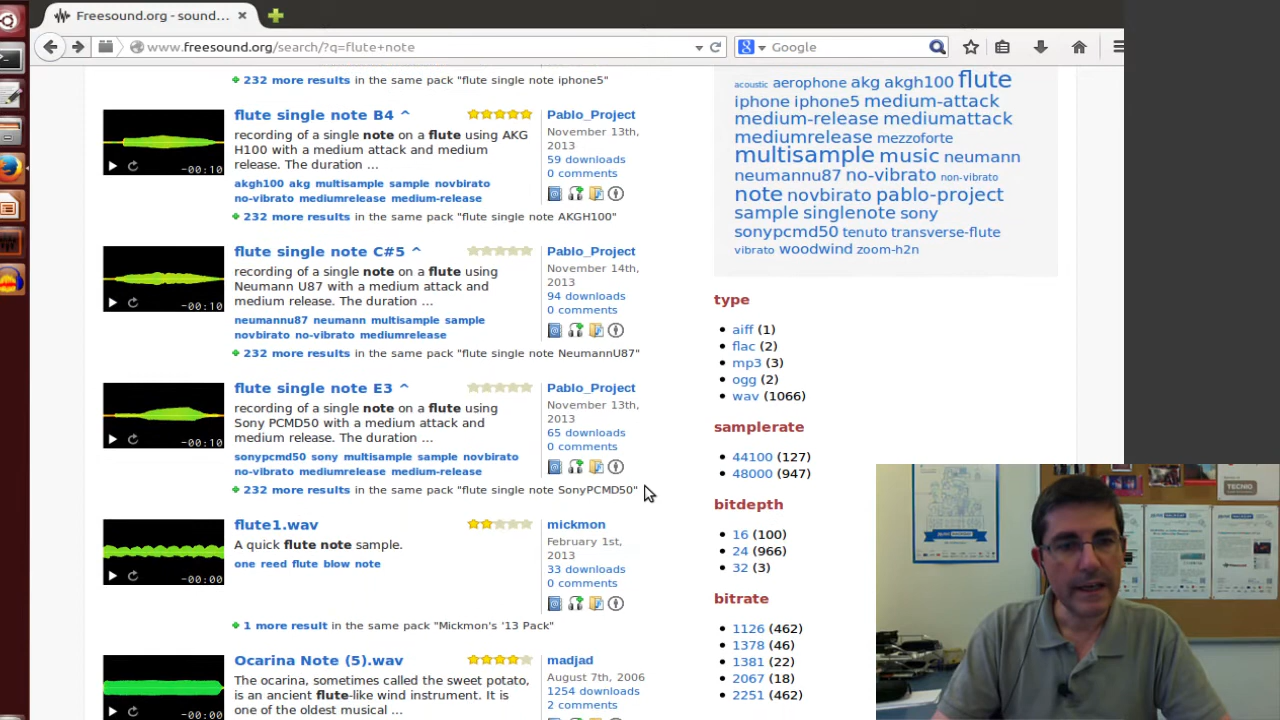 Freesound.org - sound...
www.freesound.org/search/?q=flute+note
Google
232 more results in the same pack "flute single note iphone5"
flute single note B4 ^
recording of a single note on a flute using AKG
H100 with a medium attack and medium
release. The duration ...
akgh100 akg multisample sample novbirato
no-vibrato mediumrelease medium-release
-00:10
Pablo_Project
November 13th,
2013
59 downloads
0 comments
232 more results in the same pack "flute single note AKGH100"
flute single note C#5 ^
recording of a single note on a flute using
Neumann U87 with a medium attack and
medium release. The duration ...
neumannu87 neumann multisample sample
novbirato no-vibrato mediumrelease
-00:10
Pablo_Project
November 14th,
2013
94 downloads
0 comments
232 more results in the same pack "flute single note NeumannU87"
flute single note E3 ^
recording of a single note on a flute using
Sony PCMD50 with a medium attack and
medium release. The duration ...
sonypcmd50 sony multisample sample novbirato
no-vibrato mediumrelease medium-release
-00:10
Pablo_Project
November 13th,
2013
65 downloads
0 comments
232 more results in the same pack "flute single note SonyPCMD50"
flute1.wav
A quick flute note sample.
one reed flute blow note
-00:00
mickmon
February 1st,
2013
33 downloads
0 comments
1 more result in the same pack "Mickmon's '13 Pack"
Ocarina Note (5).wav
The ocarina, sometimes called the sweet potato,
is an ancient flute-like wind instrument. It is
one of the oldest musical ...
-00:02
madjad
August 7th, 2006
1254 downloads
2 comments
acoustic aerophone akg akgh100 flute
iphone iphone5 medium-attack
medium-release mediumattack
mediumrelease mezzoforte
multisample music neumann
neumannu87 no-vibrato non-vibrato
note novbirato pablo-project
sample singlenote sony
sonypcmd50 tenuto transverse-flute
vibrato woodwind zoom-h2n
type
aiff (1)
flac (2)
mp3 (3)
ogg (2)
wav (1066)
samplerate
44100 (127)
48000 (947)
bitdepth
16 (100)
24 (966)
32 (3)
bitrate
1126 (462)
1378 (46)
1381 (22)
2067 (18)
2251 (462)
TECNIO